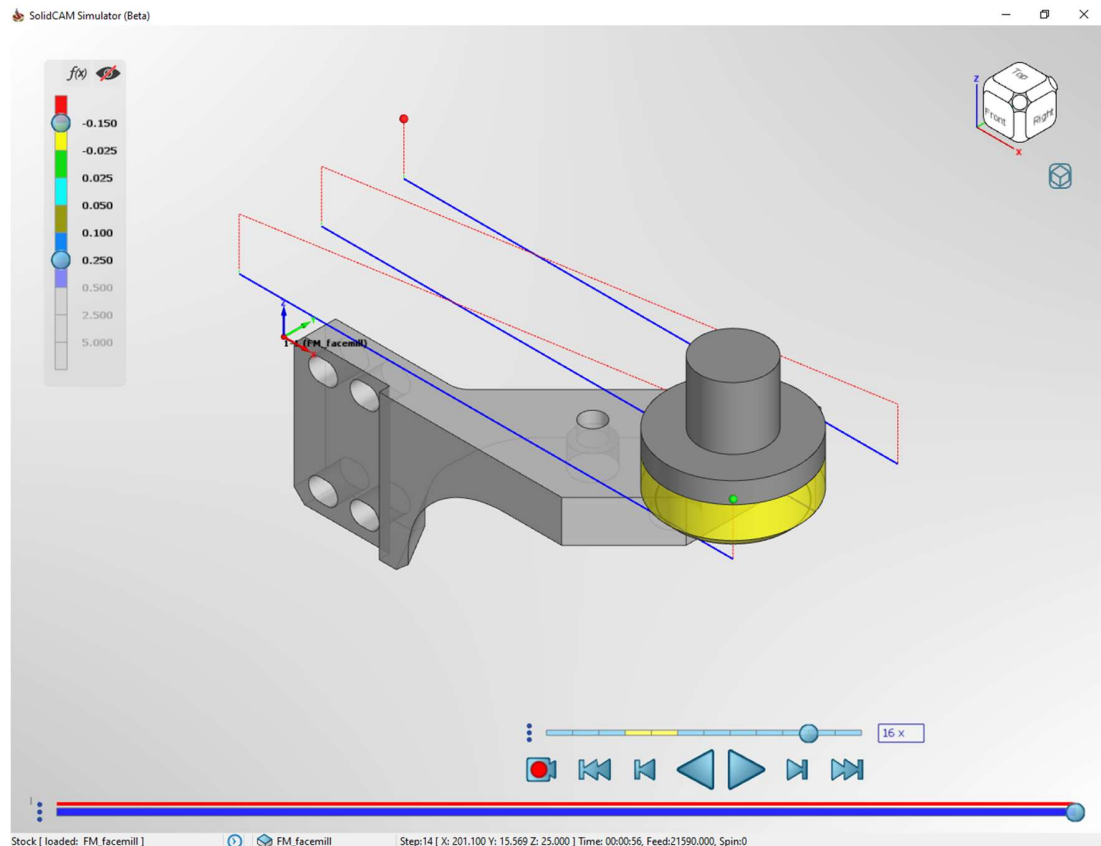 SolidCAM Simulator (Beta)
f(x)
-0.150
-0.025
0.025
0.050
0.100
0.250
0.500
2.500
5.000
Z
Top
Front
Right
X
Z
Y
1-1 (FM_facemill)
X
16 x
Stock [ loaded: FM_facemill ]
FM_facemill
Step:14 [ X: 201.100 Y: 15.569 Z: 25.000 ] Time: 00:00:56, Feed:21590.000, Spin:0